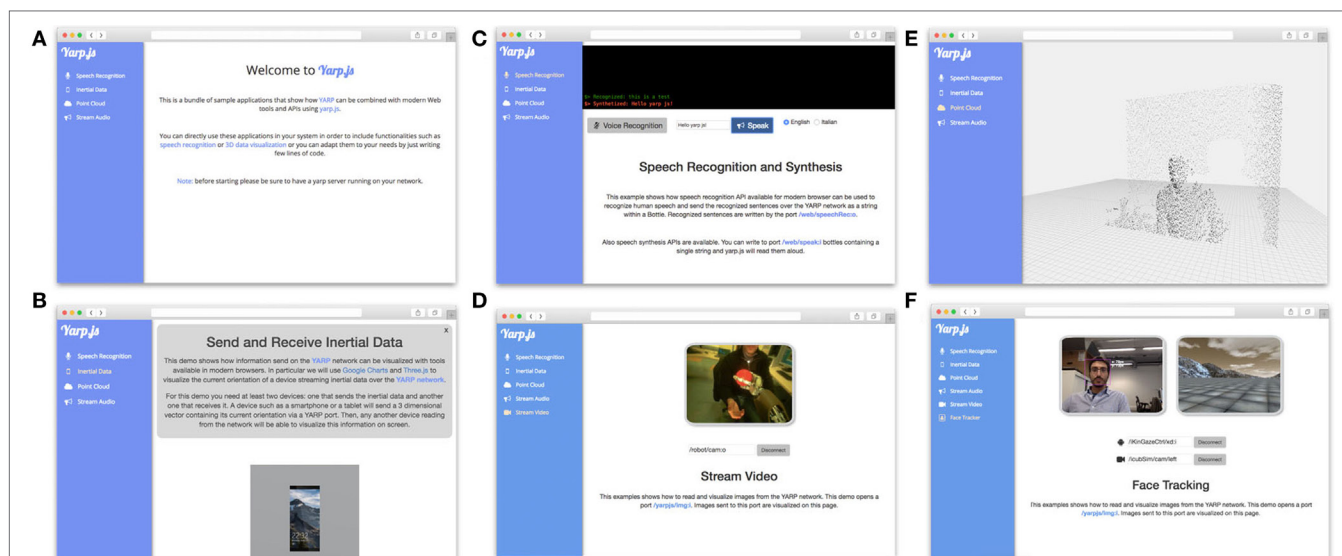 A
Yarp.js
Speech Recognition
Inertial Data
Point Cloud
Stream Audio
Welcome to Yarp.js
This is a bundle of sample applications that show how YARP can be combined with modern Web
tools and APIs using yarp.js.
You can directly use these applications in your system in order to include functionalities such as
speech recognition or 3D data visualization or you can adapt them to your needs by just writing
few lines of code.
Note: before starting please be sure to have a yarp server running on your network.
B
Yarp.js
Speech Recognition
Inertial Data
Point Cloud
Stream Audio
x
Send and Receive Inertial Data
This demo shows how information send on the YARP network can be visualized with tools
available in modern browsers. In particular we will use Google Charts and Three.js to
visualize the current orientation of a device streaming inertial data over the YARP network.
For this demo you need at least two devices: one that sends the inertial data and another
one that receives it. A device such as a smartphone or a tablet will send a 3 dimensional
vector containing its current orientation via a YARP port. Then, any another device reading
from the network will be able to visualize this information on screen.
22:32
C
Yarp.js
Speech Recognition
Inertial Data
Point Cloud
Stream Audio
$> Recognized: this is a test
$> Synthetized: Hello yarp js!
Voice Recognition
Hello yarp js!
Speak
English
Italian
Speech Recognition and Synthesis
This example shows how speech recognition API available for modern browser can be used to
recognize human speech and send the recognized sentences over the YARP network as a string
within a Bottle. Recognized sentences are written by the port /web/speechRec:o.
Also speech synthesis APIs are available. You can write to port /web/speak:i bottles containing a
single string and yarp.js will read them aloud.
D
Yarp.js
Speech Recognition
Inertial Data
Point Cloud
Stream Audio
Stream Video
/robot/cam:o
Disconnect
Stream Video
This examples shows how to read and visualize images from the YARP network. This demo opens a
port /yarpjs/img:i. Images sent to this port are visualized on this page.
E
Yarp.js
Speech Recognition
Inertial Data
Point Cloud
Stream Audio
F
Yarp.js
Speech Recognition
Inertial Data
Point Cloud
Stream Audio
Stream Video
Face Tracker
/iKinGazeCtrl/xd:i
Disconnect
/icubSim/cam/left
Disconnect
Face Tracking
This examples shows how to read and visualize images from the YARP network. This demo opens a port
/yarpjs/img:i. Images sent to this port are visualized on this page.